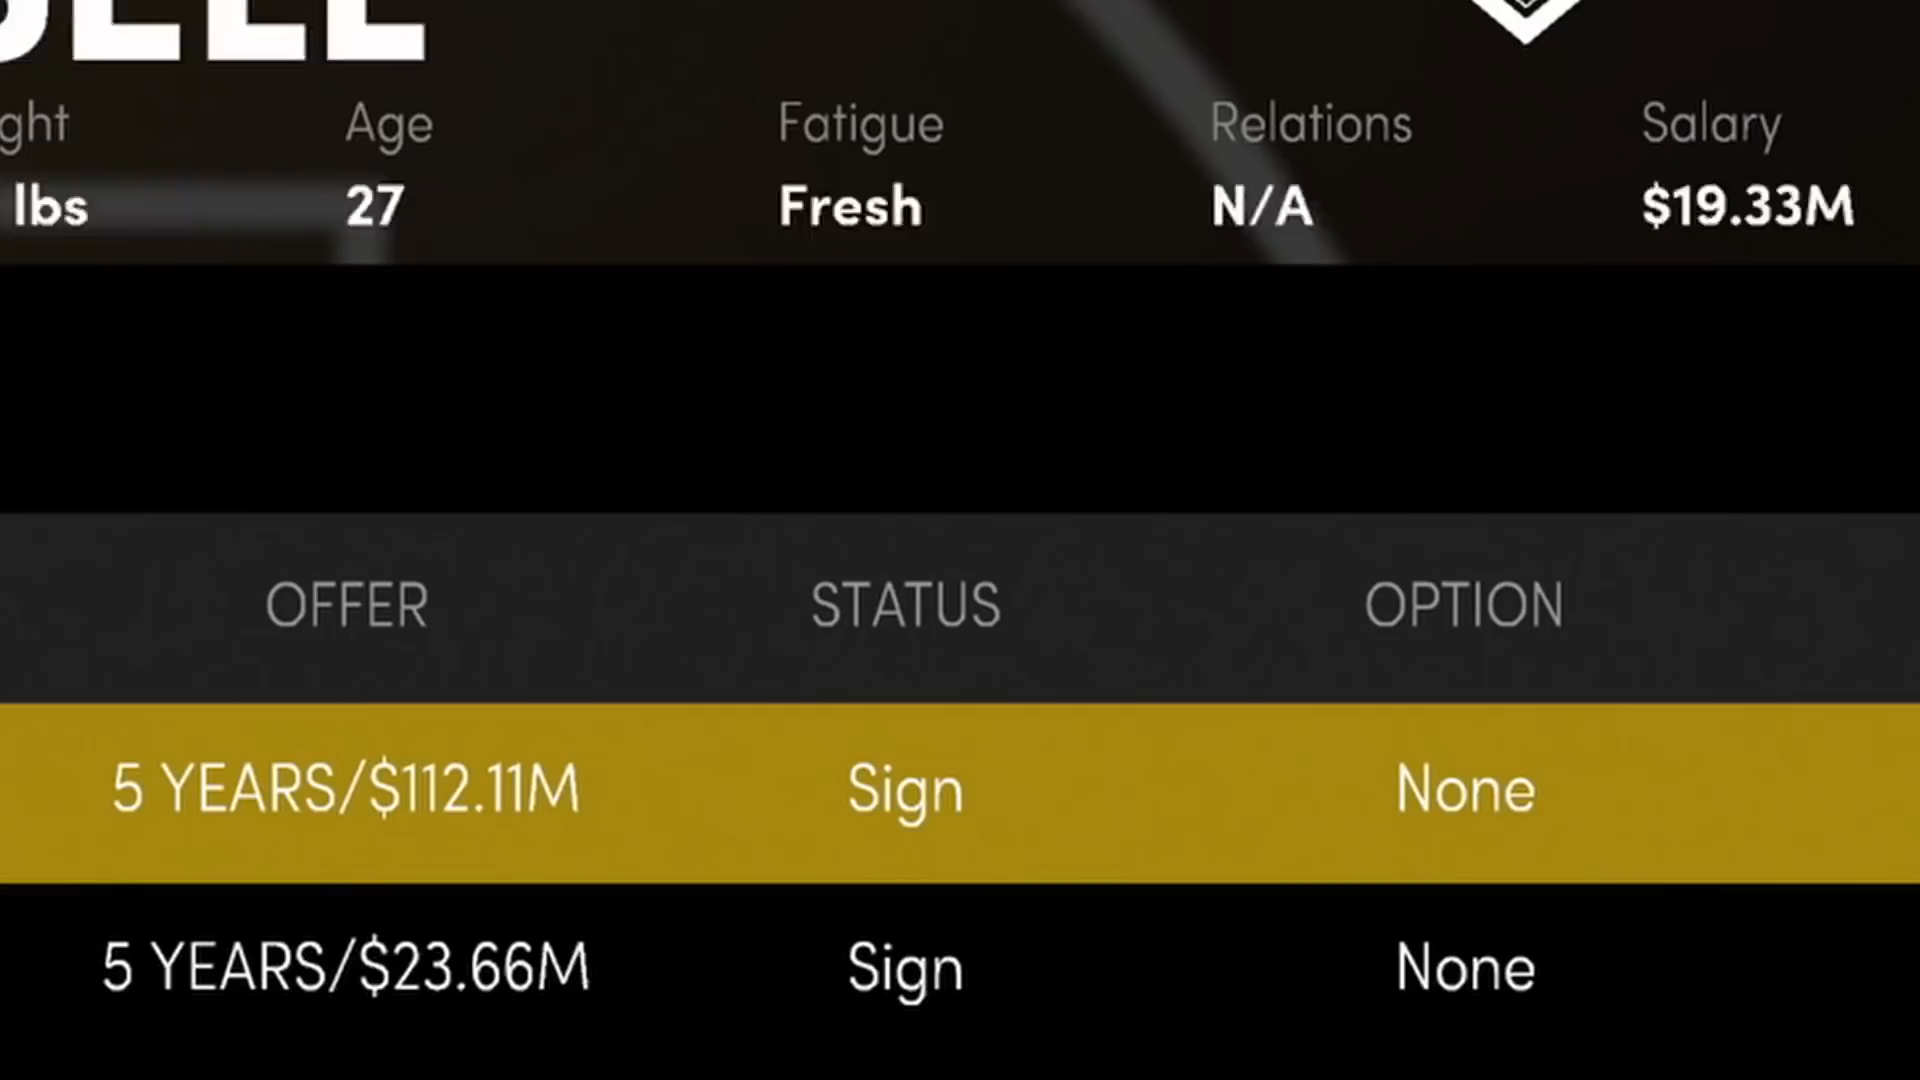 ght Age Fatigue Relations Salary
lbs 27 Fresh N/A $19.33M
OFFER STATUS OPTION
5 YEARS/$112.11M Sign None
5 YEARS/$23.66M Sign None